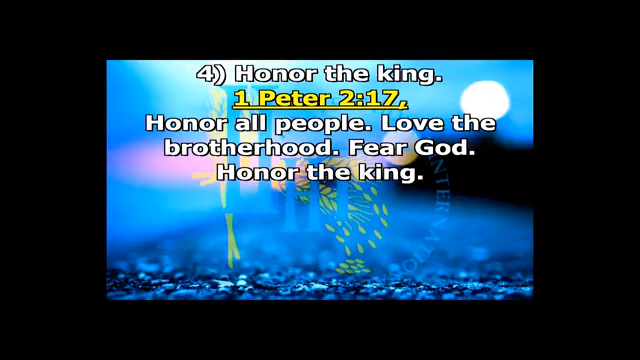 4) Honor the king.
1 Peter 2:17,
Honor all people. Love the
brotherhood. Fear God.
Honor the king.